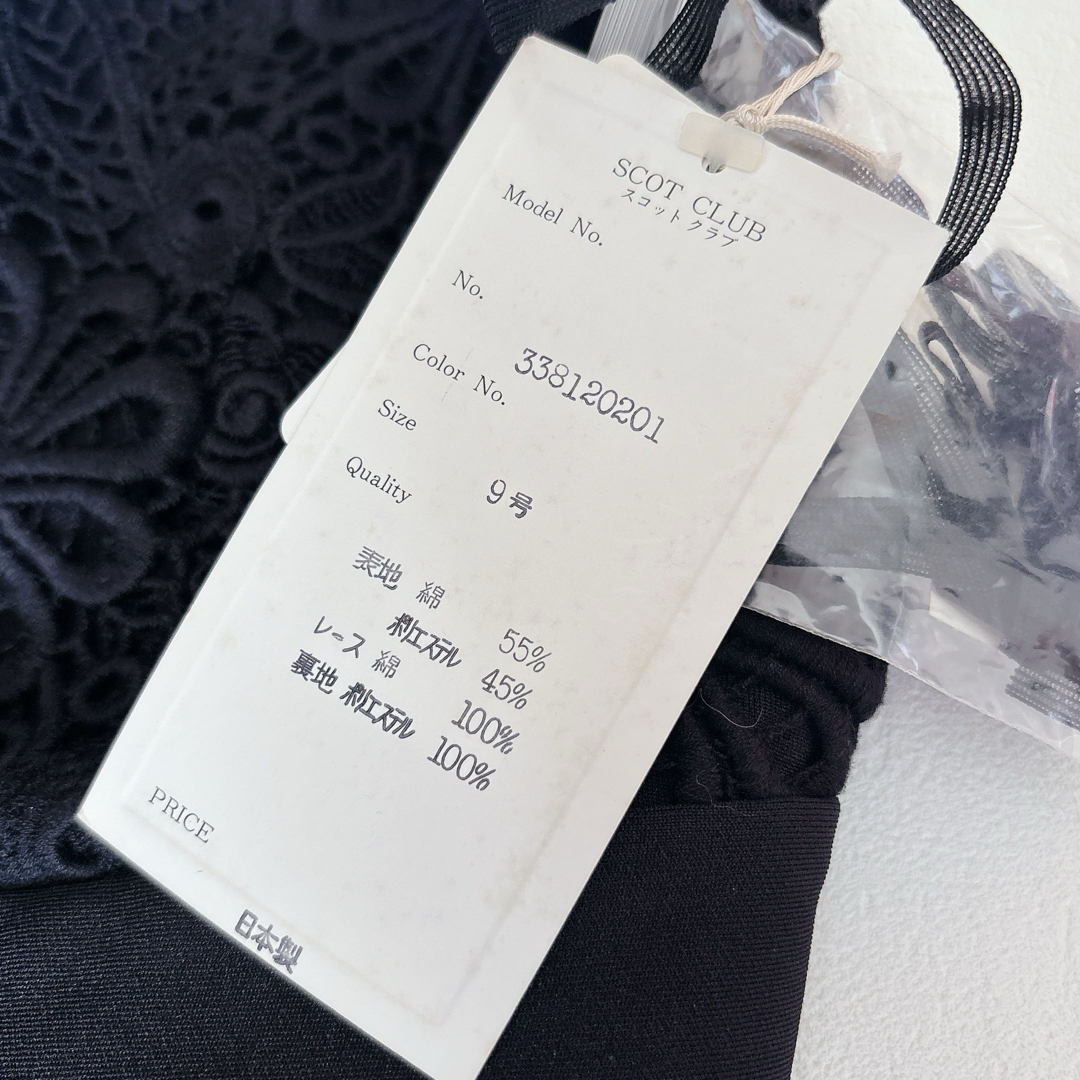 SCOT CLUB
スコット クラブ
Model No.
No.
338120201
Color No.
Size
9号
Quality
表地 綿 55%
ポリエステル 45%
レース 綿 100%
裏地 ポリエステル 100%
PRICE
日本製